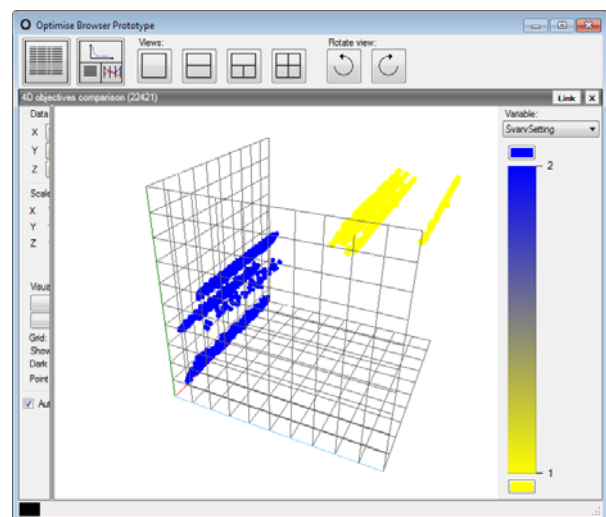 Optimise Browser Prototype
Views:
Rotate view:
4D objectives comparison (22421)
Link X
Data
X
Y
Z
Scale
X
Y
Z
Grid:
Show
Dark
Point
Variable:
SvarvSetting
2
1